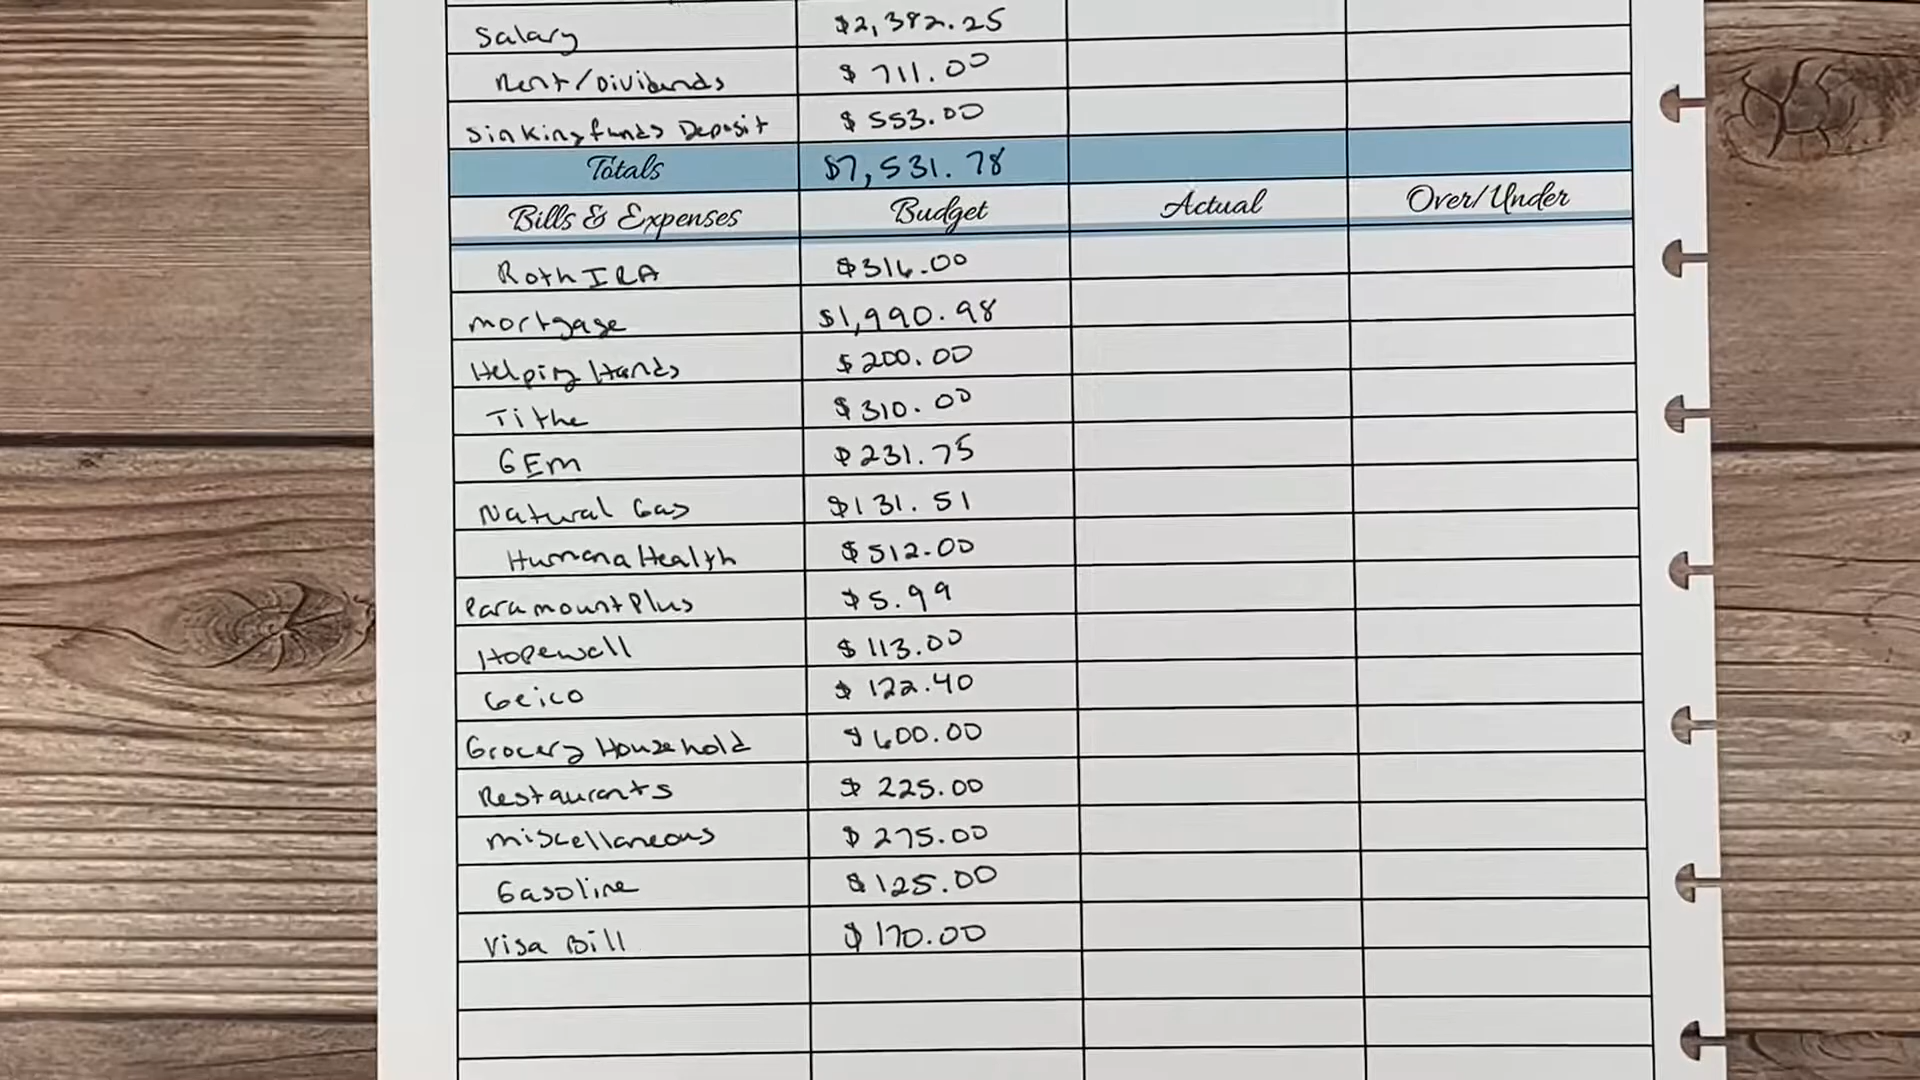 Salary $2,382.25
Rent/Dividends $711.00
Sinking funds Deposit $553.00
Totals $7,531.78
Bills & Expenses Budget Actual Over/Under
Roth IRA $316.00
mortgage $1,990.98
Helping Hands $200.00
Tithe $310.00
GEM $231.75
Natural Gas $131.51
Humana Health $512.00
Paramount Plus $5.99
Hopewell $113.00
Geico $122.40
Grocery Household $600.00
Restaurants $225.00
miscellaneous $275.00
Gasoline $125.00
Visa Bill $170.00